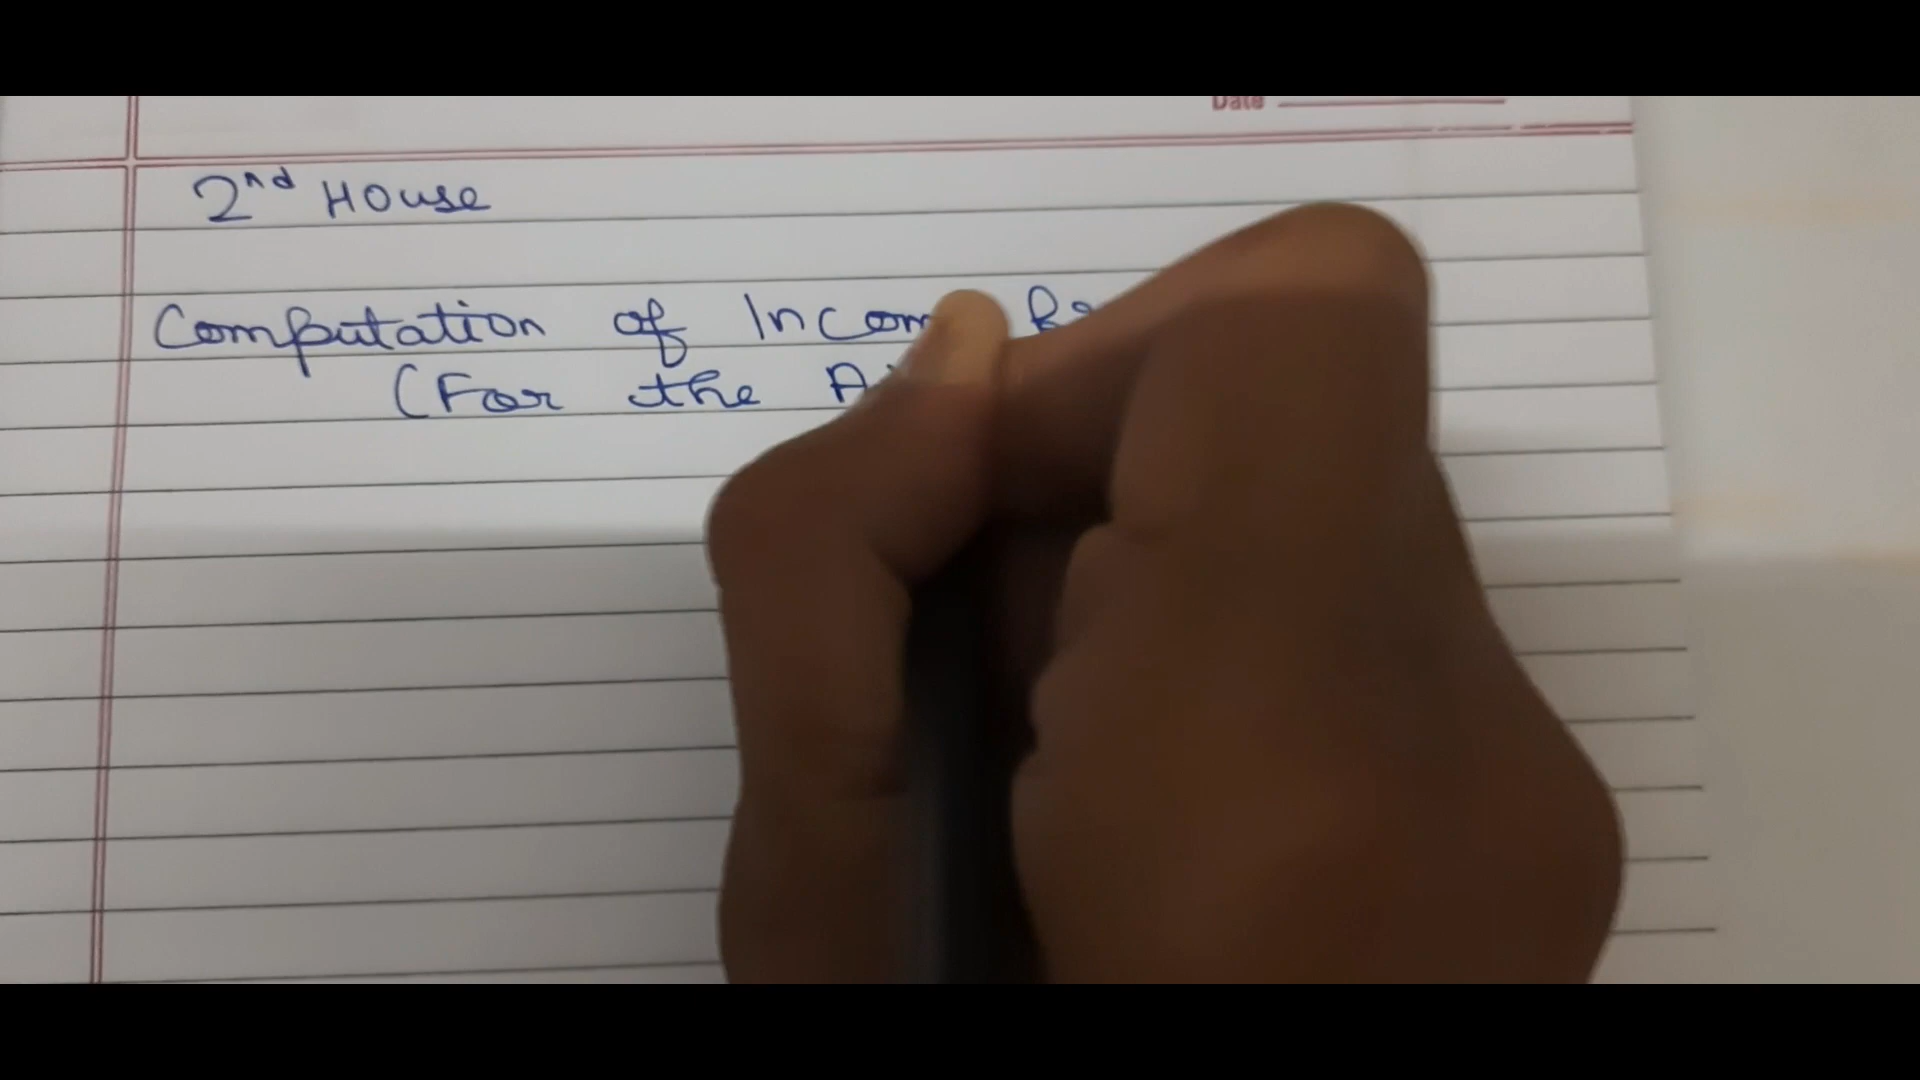 Date
2nd House
Computation of Incom
(For the